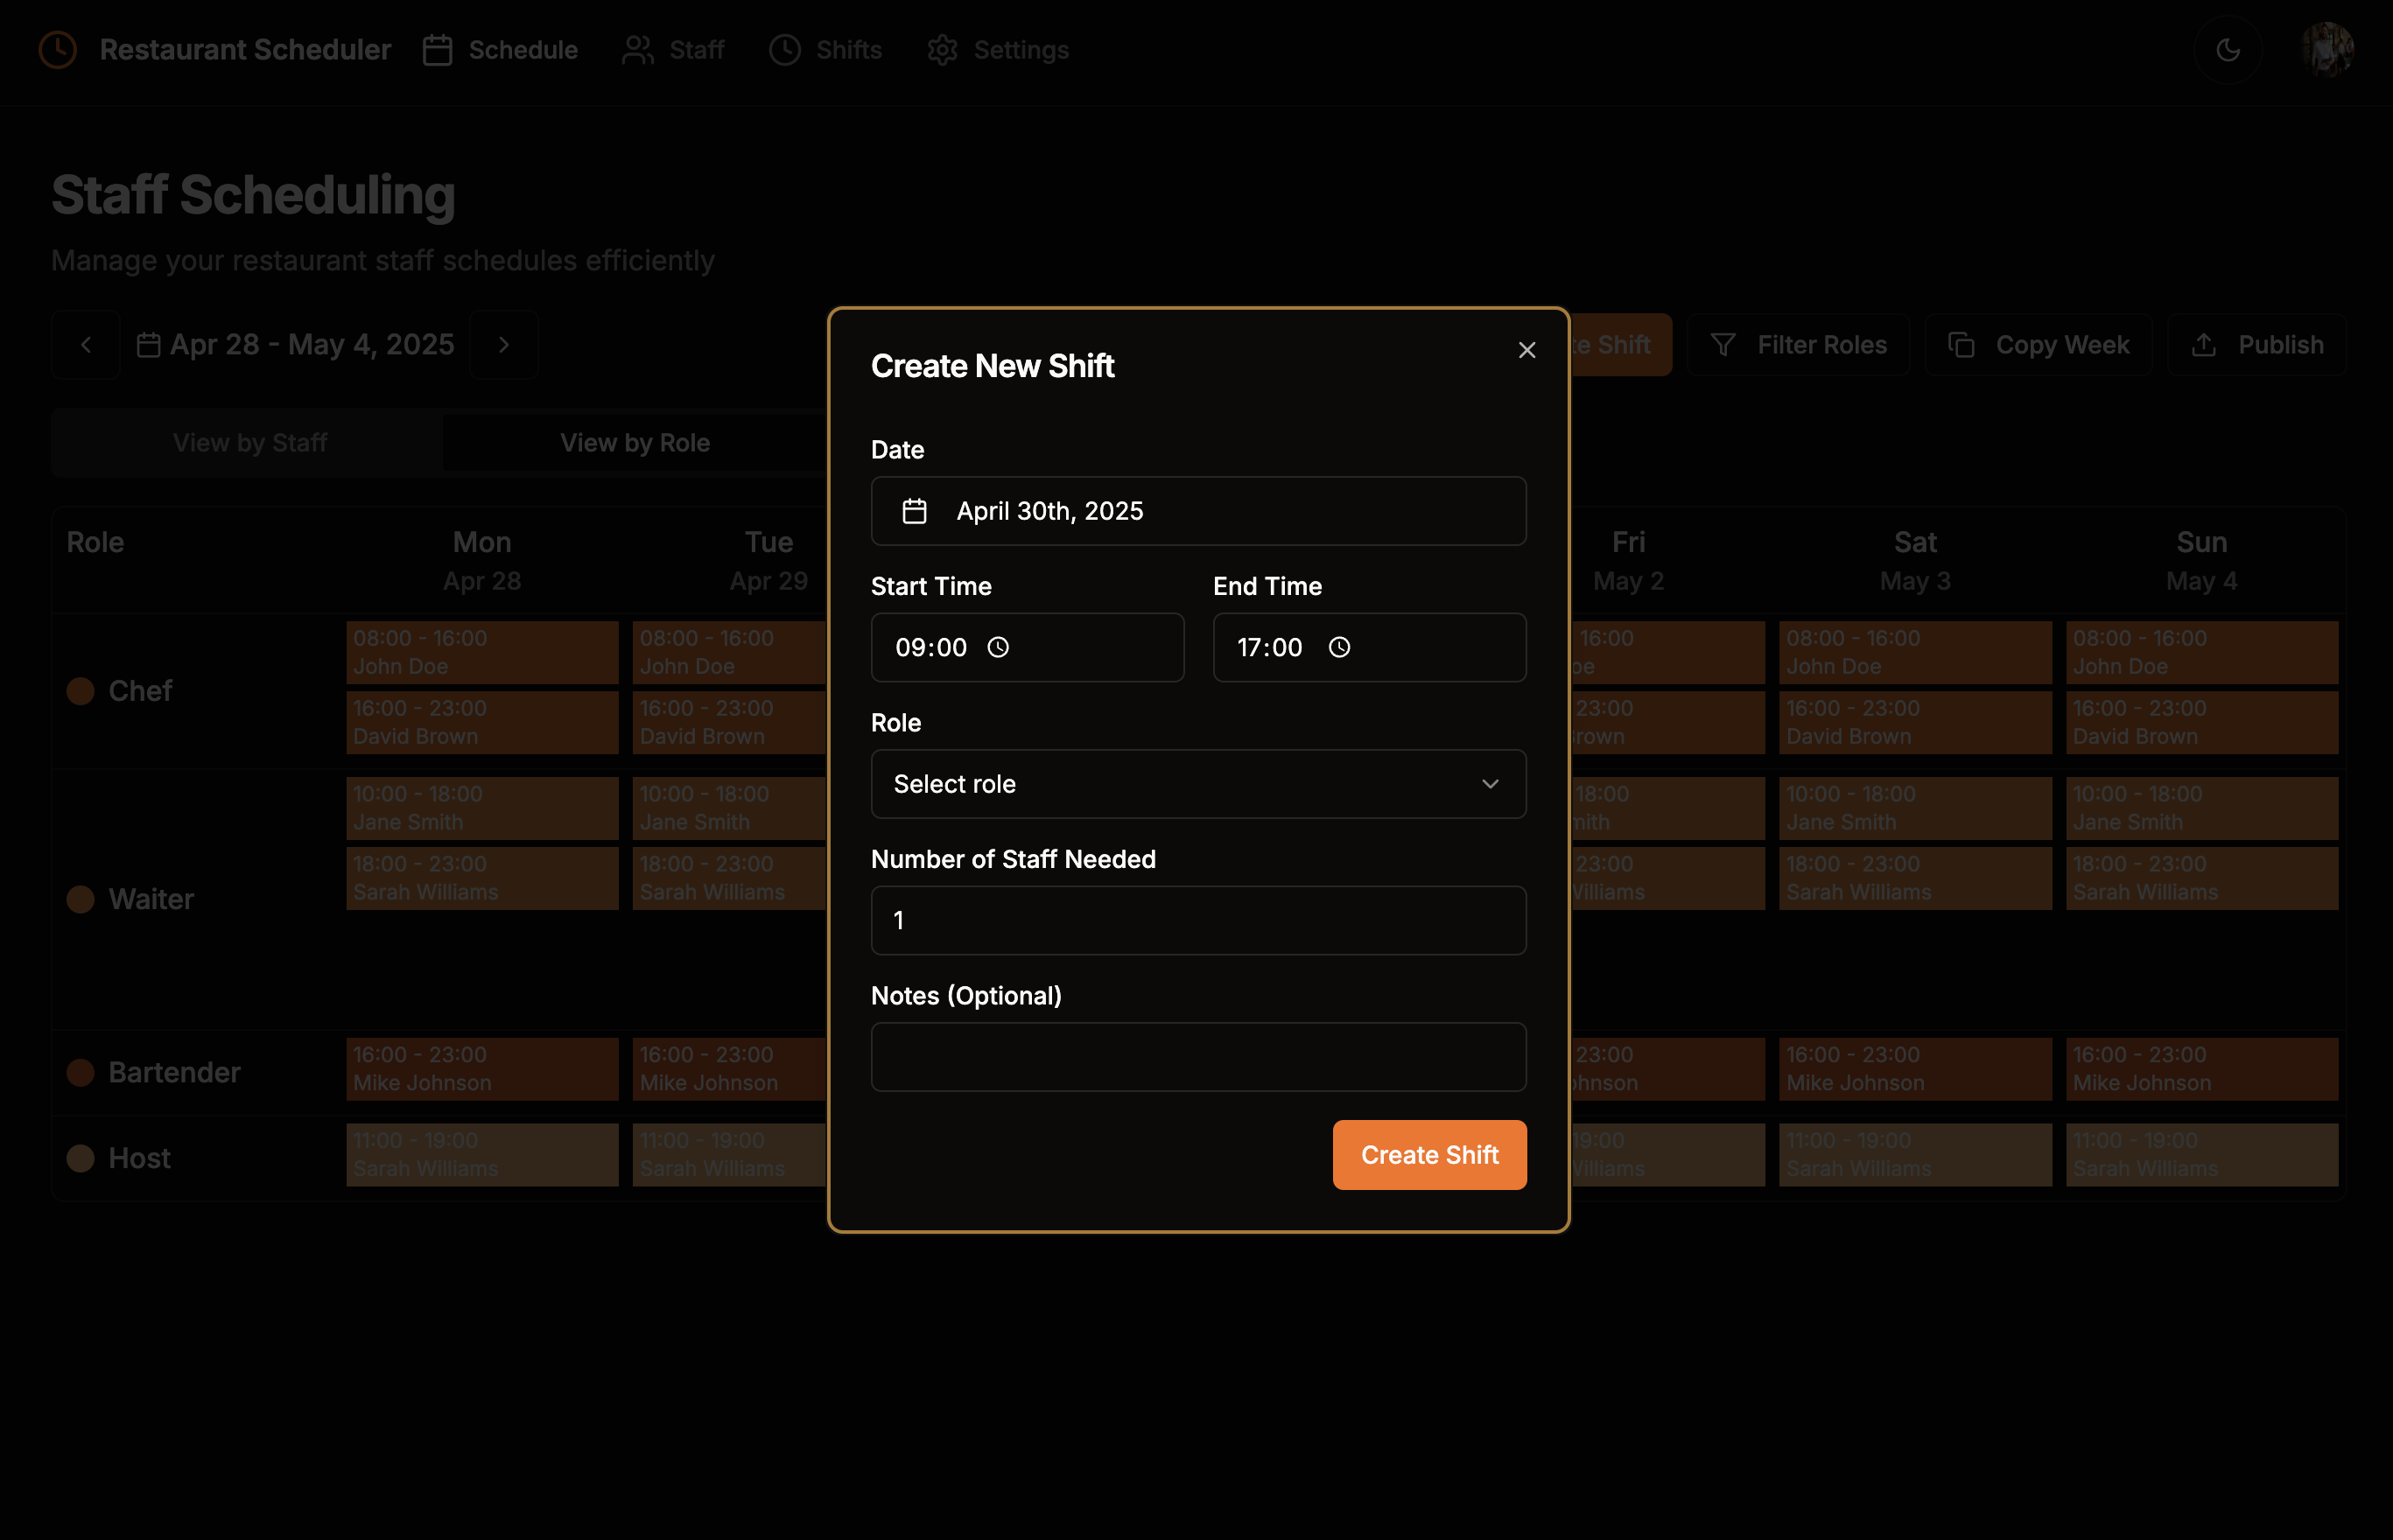 Restaurant Scheduler
Schedule
Staff
Shifts
Settings
Staff Scheduling
Manage your restaurant staff schedules efficiently
Apr 28 - May 4, 2025
Shift
Filter Roles
Copy Week
Publish
View by Staff
View by Role
Role
Mon
Apr 28
Tue
Apr 29
Fri
May 2
Sat
May 3
Sun
May 4
Chef
08:00 - 16:00
John Doe
08:00 - 16:00
John Doe
16:00
08:00 - 16:00
John Doe
08:00 - 16:00
John Doe
16:00 - 23:00
David Brown
16:00 - 23:00
David Brown
23:00
16:00 - 23:00
David Brown
16:00 - 23:00
David Brown
Waiter
10:00 - 18:00
Jane Smith
10:00 - 18:00
Jane Smith
18:00
10:00 - 18:00
Jane Smith
10:00 - 18:00
Jane Smith
18:00 - 23:00
Sarah Williams
18:00 - 23:00
Sarah Williams
23:00
Williams
18:00 - 23:00
Sarah Williams
18:00 - 23:00
Sarah Williams
Bartender
16:00 - 23:00
Mike Johnson
16:00 - 23:00
Mike Johnson
23:00
16:00 - 23:00
Mike Johnson
16:00 - 23:00
Mike Johnson
Host
11:00 - 19:00
Sarah Williams
11:00 - 19:00
Sarah Williams
19:00
Williams
11:00 - 19:00
Sarah Williams
11:00 - 19:00
Sarah Williams
Create New Shift
Date
April 30th, 2025
Start Time
End Time
09:00
17:00
Role
Select role
Number of Staff Needed
1
Notes (Optional)
Create Shift